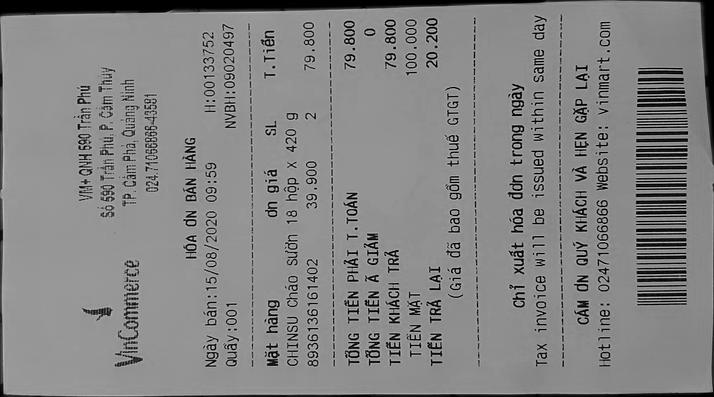 VinCommerce
VM+ QNH 590 Trần Phú
Số 590 Trần Phú, P. Cẩm Thủy
TP. Cẩm Phả, Quảng Ninh
024.71066866-43581
HÓA ĐN BÁN HÀNG
Ngày bán:15/08/2020 09:59 H:00133752
Quầy:001 NVBH:09020497
Mặt hàng đn giá SL T.Tiền
CHINSU Cháo sườn 18 hộp x 420 g
8936136161402 39.900 2 79.800
TỔNG TIỀN PHẢI T.TOÁN 79.800
TỔNG TIỀN Ã GIẢM 0
TIỀN KHÁCH TRẢ 79.800
TIỀN MẶT 100.000
TIỀN TRẢ LẠI 20.200
(Giá đã bao gồm thuế GTGT)
Chỉ xuất hóa đơn trong ngày
Tax invoice will be issued within same day
CẢM ƠN QUÝ KHÁCH VÀ HẸN GẶP LẠI
Hotline: 02471066866 Website: vinmart.com